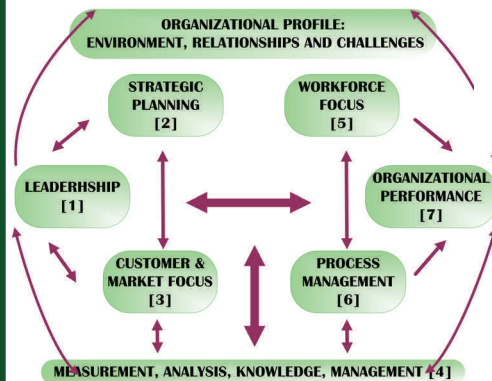 ORGANIZATIONAL PROFILE:
ENVIRONMENT, RELATIONSHIPS AND CHALLENGES
STRATEGIC
PLANNING
[2]
WORKFORCE
FOCUS
[5]
LEADERHSHIP
[1]
ORGANIZATIONAL
PERFORMANCE
[7]
CUSTOMER &
MARKET FOCUS
[3]
PROCESS
MANAGEMENT
[6]
MEASUREMENT, ANALYSIS, KNOWLEDGE, MANAGEMENT [4]